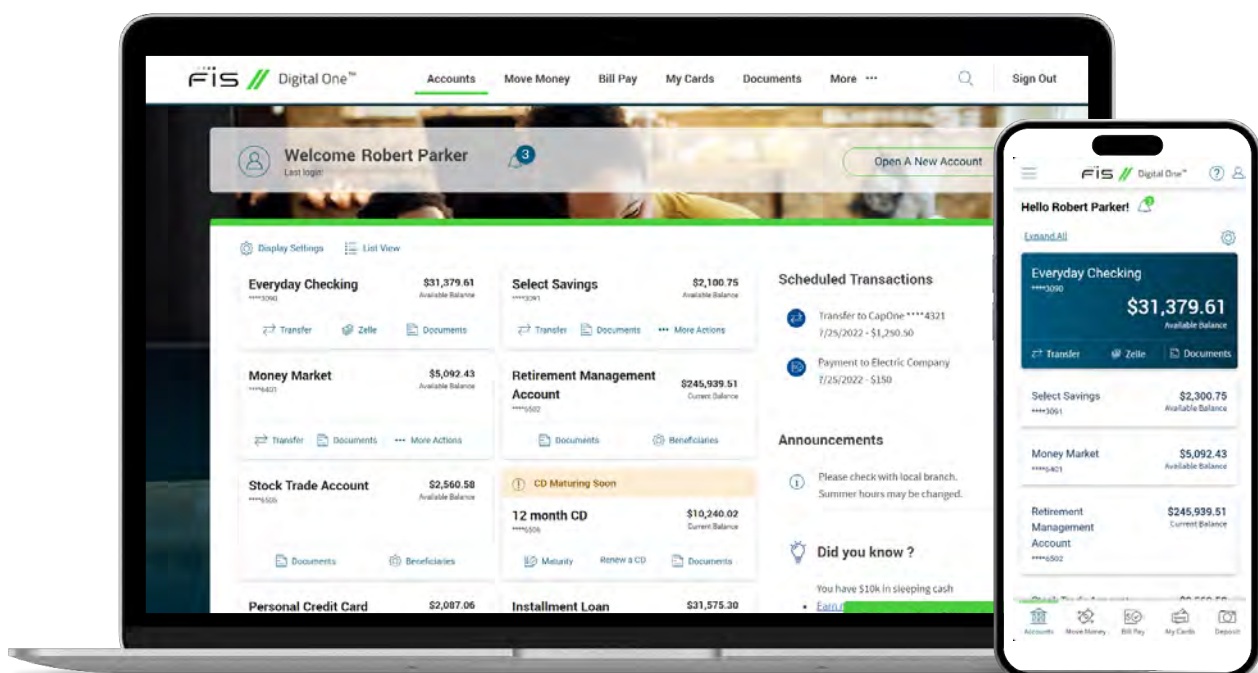 FIS Digital One™
Accounts
Move Money
Bill Pay
My Cards
Documents
More
Sign Out
Welcome Robert Parker
3
Last login:
Open A New Account
Display Settings
List View
Everyday Checking
$31,379.61
****3090
Available Balance
Transfer
Zelle
Documents
Select Savings
$2,100.75
****3091
Available Balance
Transfer
Documents
More Actions
Money Market
$5,092.43
****6401
Available Balance
Transfer
Documents
More Actions
Retirement Management
Account
$245,939.51
****6502
Current Balance
Documents
Beneficiaries
Stock Trade Account
$2,560.58
Available Balance
Documents
Beneficiaries
CD Maturing Soon
12 month CD
$10,240.02
****6506
Current Balance
Maturity
Renew a CD
Documents
Personal Credit Card
$2,087.06
Installment Loan
$31,575.30
Scheduled Transactions
Transfer to CapOne ****4321
7/25/2022 - $1,250.50
Payment to Electric Company
7/25/2022 - $150
Announcements
Please check with local branch.
Summer hours may be changed.
Did you know ?
You have $10k in sleeping cash
FIS Digital One™
Hello Robert Parker!
Expand All
Everyday Checking
****3090
$31,379.61
Available Balance
Transfer
Zelle
Documents
Select Savings
$2,300.75
****3091
Available Balance
Money Market
$5,092.43
****6401
Available Balance
Retirement
Management
Account
$245,939.51
Current Balance
****6502
Accounts
Move Money
Bill Pay
My Cards
Deposit